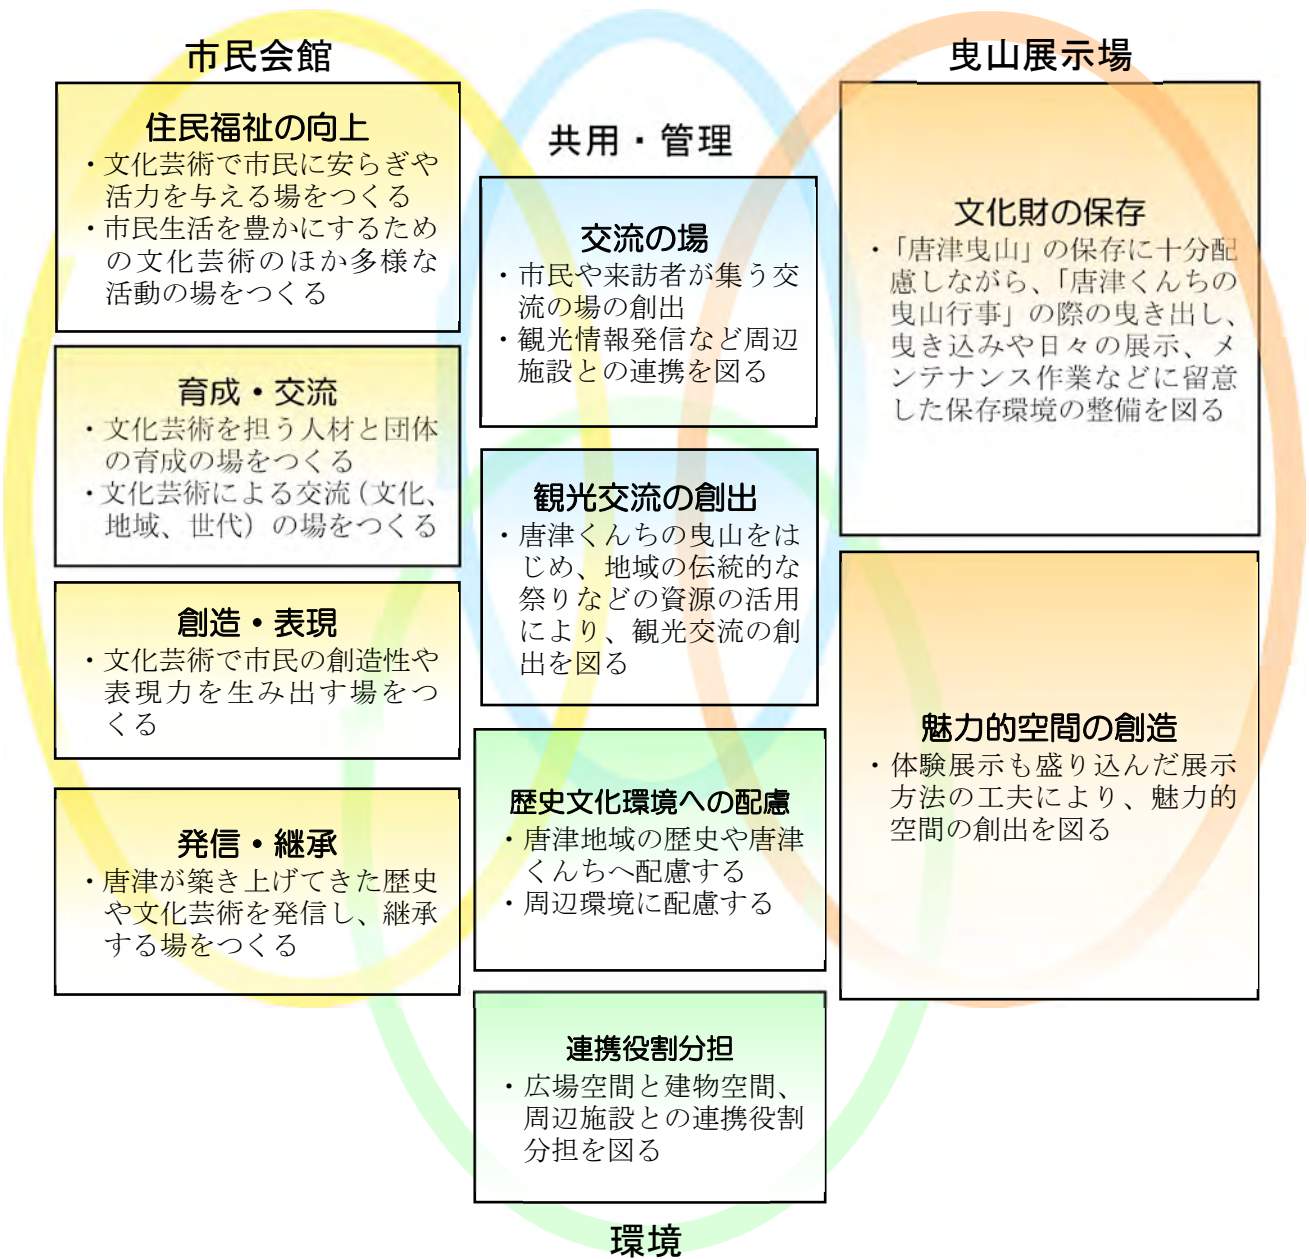 市民会館
住民福祉の向上
・文化芸術で市民に安らぎや
活力を与える場をつくる
・市民生活を豊かにするため
の文化芸術のほか多様な
活動の場をつくる
育成・交流
・文化芸術を担う人材と団体
の育成の場をつくる
・文化芸術による交流（文化、
地域、世代）の場をつくる
創造・表現
・文化芸術で市民の創造性や
表現力を生み出す場をつ
くる
発信・継承
・唐津が築き上げてきた歴史
や文化芸術を発信し、継承
する場をつくる
共用・管理
交流の場
・市民や来訪者が集う交
流の場の創出
・観光情報発信など周辺
施設との連携を図る
観光交流の創出
・唐津くんちの曳山をは
じめ、地域の伝統的な
祭りなどの資源の活用
により、観光交流の創
出を図る
歴史文化環境への配慮
・唐津地域の歴史や唐津
くんちへ配慮する
・周辺環境に配慮する
連携役割分担
・広場空間と建物空間、
周辺施設との連携役割
分担を図る
環境
曳山展示場
文化財の保存
・「唐津曳山」の保存に十分配
慮しながら、「唐津くんちの
曳山行事」の際の曳き出し、
曳き込みや日々の展示、メ
ンテナンス作業などに留意
した保存環境の整備を図る
魅力的空間の創造
・体験展示も盛り込んだ展示
方法の工夫により、魅力的
空間の創出を図る